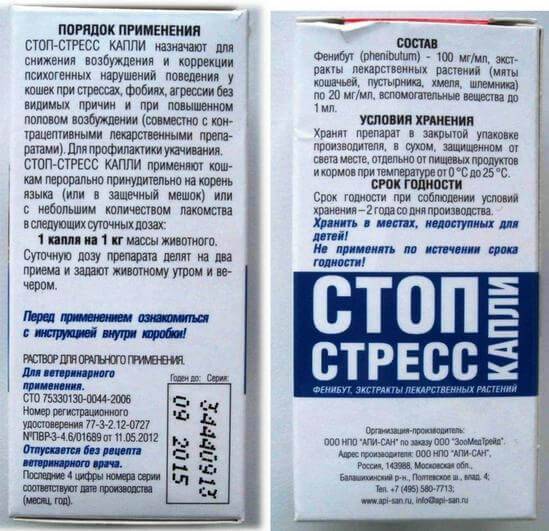 ПОРЯДОК ПРИМЕНЕНИЯ
СТОП-СТРЕСС КАПЛИ назначают для
снижения возбуждения и коррекции
психогенных нарушений поведения у
кошек при стрессах, фобиях, агрессии без
видимых причин и при повышенном
половом возбуждении (совместно с кон-
трацептивными лекарственными препа-
ратами). Для профилактики укачивания.
СТОП-СТРЕСС КАПЛИ применяют кош-
кам перорально принудительно на корень
языка (или в защечный мешок) или
с небольшим количеством лакомства
в следующих суточных дозах:
1 капля на 1 кг массы животного.
Суточную дозу препарата делят на два
приема и задают животному утром и ве-
чером.
Перед применением ознакомиться
с инструкцией внутри коробки!
РАСТВОР ДЛЯ ОРАЛЬНОГО ПРИМЕНЕНИЯ.
Для ветеринарного
применения.
СТО 75330130-0044-2006
Номер регистрационного
удостоверения 77-3-2.12-0727
№ПВР-3-4.6/01689 от 11.05.2012
Отпускается без рецепта
ветеринарного врача.
Последние 4 цифры номера серии
соответствуют дате производства
(месяц, год).
Годен до: Серия:
09 2015
34440913
СОСТАВ
Фенибут (phenibutum) - 100 мг/мл, экст-
ракты лекарственных растений (мяты
кошачьей, пустырника, хмеля, шлемника)
по 20 мг/мл, вспомогательные вещества до
1 мл.
УСЛОВИЯ ХРАНЕНИЯ
Хранят препарат в закрытой упаковке
производителя, в сухом, защищенном от
света месте, отдельно от пищевых продуктов
и кормов при температуре от 0 °C до 25 °C.
СРОК ГОДНОСТИ
Срок годности при соблюдении условий
хранения – 2 года со дня производства.
Хранить в местах, недоступных для
детей!
Не применять по истечении срока
годности!
СТОП
СТРЕСС
КАПЛИ
ФЕНИБУТ, ЭКСТРАКТЫ ЛЕКАРСТВЕННЫХ РАСТЕНИЙ
Организация-производитель:
ООО НПО "АПИ-САН" по заказу ООО "ЗооМедТрейд".
Адрес производителя: ООО НПО "АПИ-САН",
Россия, 143988, Московская обл.,
Балашихинский р-н, Полтевское ш., влад. 4;
Тел.: +7 (495) 580-7713;
www.api-san.ru, info@api-san.ru